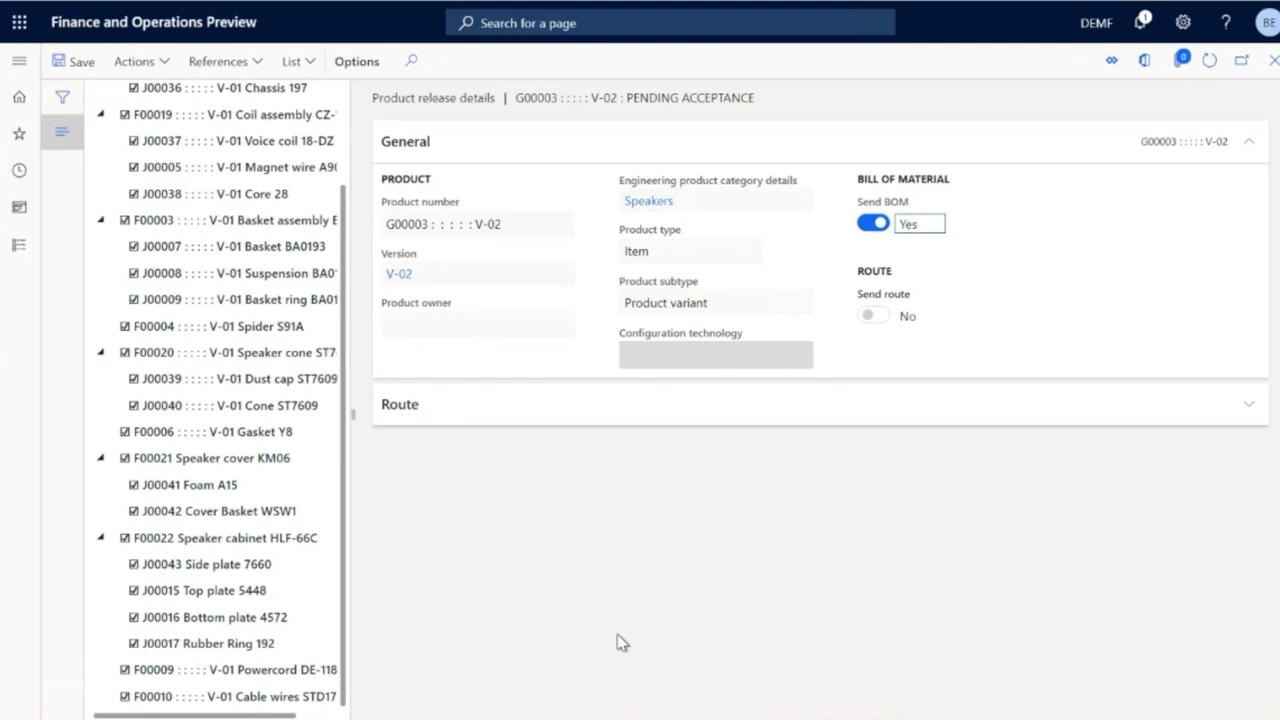 Finance and Operations Preview
Search for a page
DEMF
1
?
BE
Save
Actions
References
List
Options
0
J00036 : : : : : V-01 Chassis 197
F00019 : : : : : V-01 Coil assembly CZ-
J00037 : : : : : V-01 Voice coil 18-DZ
J00005 : : : : : V-01 Magnet wire A9
J00038 : : : : : V-01 Core 28
F00003 : : : : : V-01 Basket assembly
J00007 : : : : : V-01 Basket BA0193
J00008 : : : : : V-01 Suspension BA0
J00009 : : : : : V-01 Basket ring BA01
F00004 : : : : : V-01 Spider S91A
F00020 : : : : : V-01 Speaker cone ST7
J00039 : : : : : V-01 Dust cap ST7609
J00040 : : : : : V-01 Cone ST7609
F00006 : : : : : V-01 Gasket Y8
F00021 Speaker cover KM06
J00041 Foam A15
J00042 Cover Basket WSW1
F00022 Speaker cabinet HLF-66C
J00043 Side plate 7660
J00015 Top plate 5448
J00016 Bottom plate 4572
J00017 Rubber Ring 192
F00009 : : : : : V-01 Powercord DE-118
F00010 : : : : : V-01 Cable wires STD17
Product release details | G00003 : : : : : V-02 : PENDING ACCEPTANCE
General
G00003 : : : : : V-02
PRODUCT
Product number
G00003 : : : : : V-02
Version
V-02
Product owner
Engineering product category details
Speakers
Product type
Item
Product subtype
Product variant
Configuration technology
BILL OF MATERIAL
Send BOM
Yes
ROUTE
Send route
No
Route